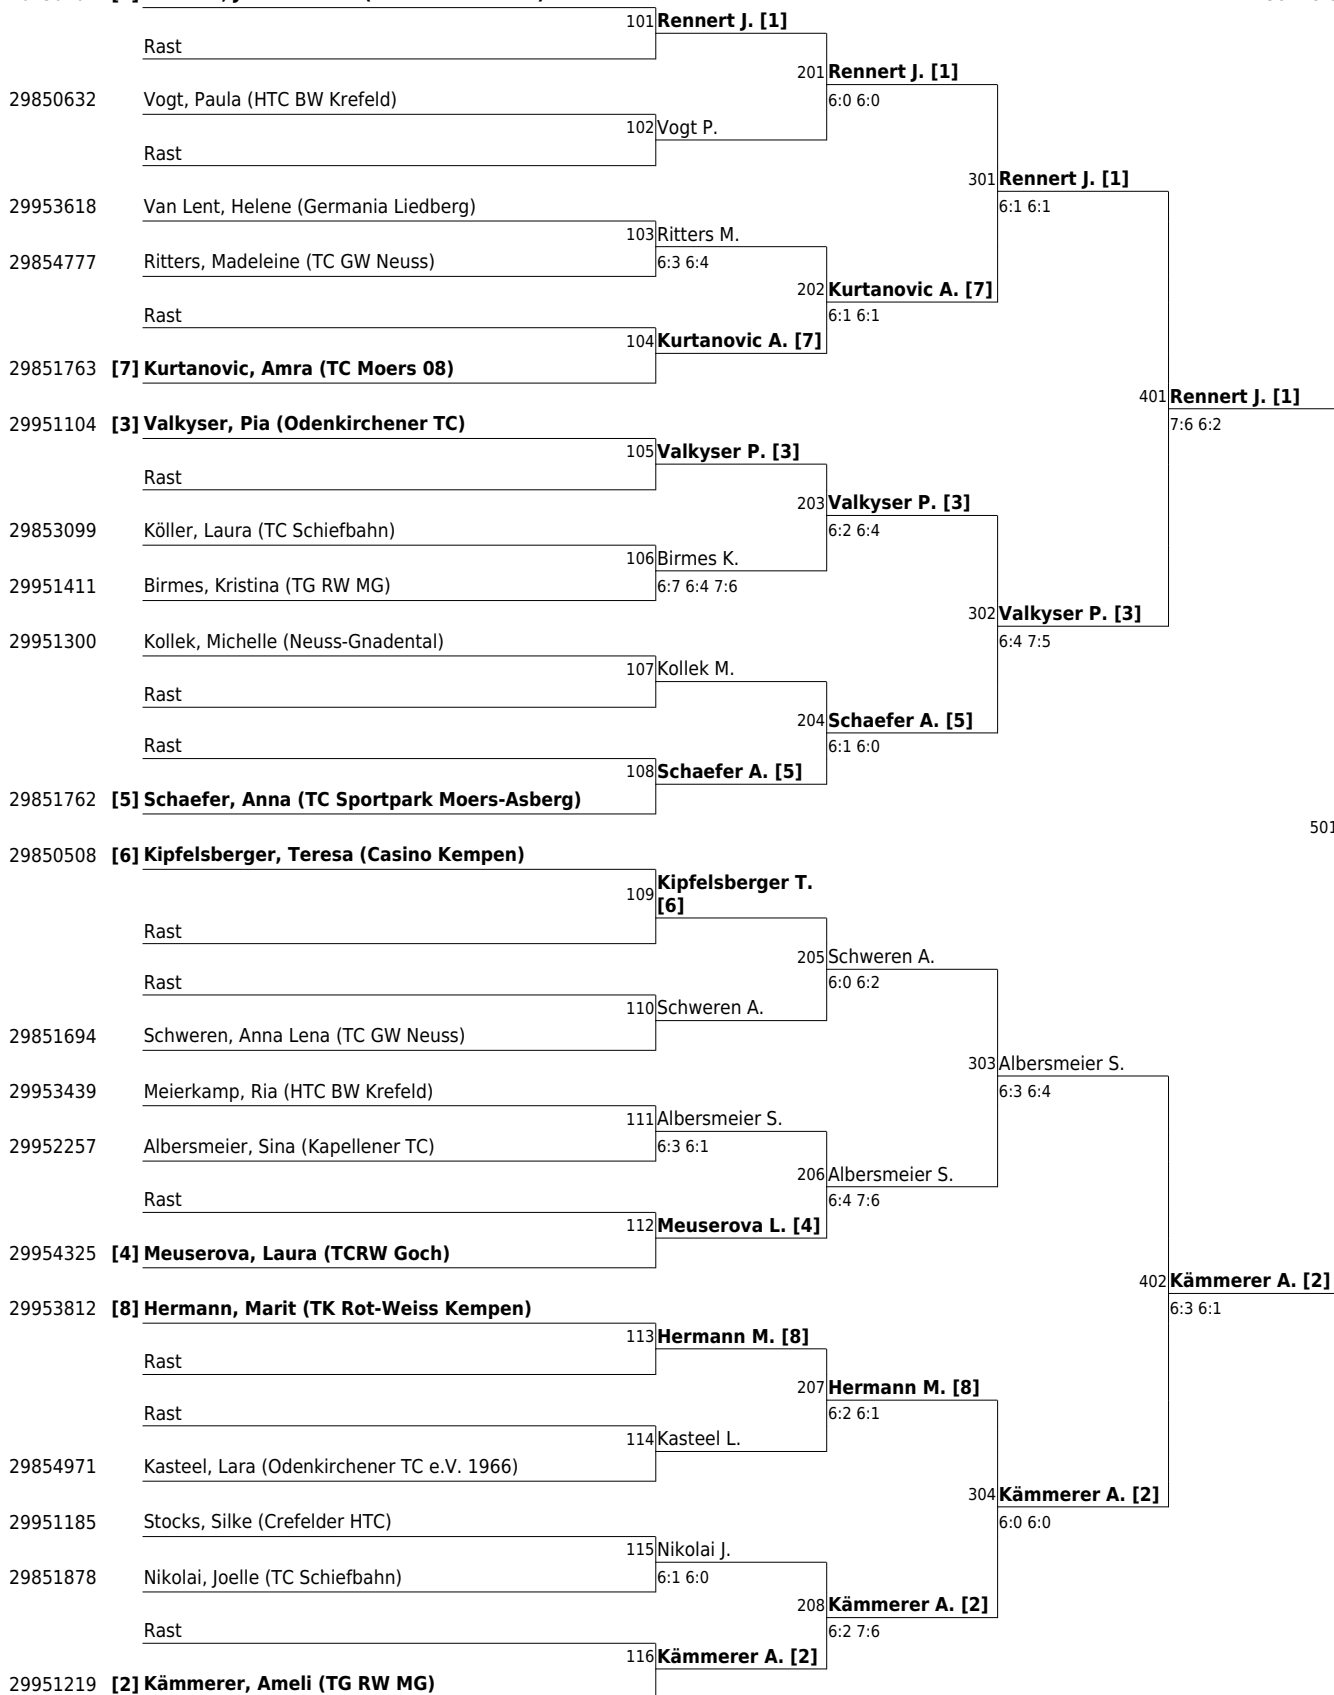 101 Rennert J. [1]
Rast
201 Rennert J. [1]
29850632 Vogt, Paula (HTC BW Krefeld)
6:0 6:0
102 Vogt P.
Rast
301 Rennert J. [1]
29953618 Van Lent, Helene (Germania Liedberg)
6:1 6:1
103 Ritters M.
29854777 Ritters, Madeleine (TC GW Neuss)
6:3 6:4
202 Kurtanovic A. [7]
Rast
6:1 6:1
104 Kurtanovic A. [7]
29851763 [7] Kurtanovic, Amra (TC Moers 08)
401 Rennert J. [1]
29951104 [3] Valkyser, Pia (Odenkirchener TC)
7:6 6:2
105 Valkyser P. [3]
Rast
203 Valkyser P. [3]
29853099 Köller, Laura (TC Schiefbahn)
6:2 6:4
106 Birmes K.
29951411 Birmes, Kristina (TG RW MG)
6:7 6:4 7:6
302 Valkyser P. [3]
29951300 Kollek, Michelle (Neuss-Gnadental)
6:4 7:5
107 Kollek M.
Rast
204 Schaefer A. [5]
Rast
6:1 6:0
108 Schaefer A. [5]
29851762 [5] Schaefer, Anna (TC Sportpark Moers-Asberg)
501
29850508 [6] Kipfelsberger, Teresa (Casino Kempen)
109 Kipfelsberger T.
[6]
Rast
205 Schweren A.
Rast
6:0 6:2
110 Schweren A.
29851694 Schweren, Anna Lena (TC GW Neuss)
303 Albersmeier S.
29953439 Meierkamp, Ria (HTC BW Krefeld)
6:3 6:4
111 Albersmeier S.
29952257 Albersmeier, Sina (Kapellener TC)
6:3 6:1
206 Albersmeier S.
Rast
6:4 7:6
112 Meuserova L. [4]
29954325 [4] Meuserova, Laura (TCRW Goch)
402 Kämmerer A. [2]
29953812 [8] Hermann, Marit (TK Rot-Weiss Kempen)
6:3 6:1
113 Hermann M. [8]
Rast
207 Hermann M. [8]
Rast
6:2 6:1
114 Kasteel L.
29854971 Kasteel, Lara (Odenkirchener TC e.V. 1966)
304 Kämmerer A. [2]
29951185 Stocks, Silke (Crefelder HTC)
6:0 6:0
115 Nikolai J.
29851878 Nikolai, Joelle (TC Schiefbahn)
6:1 6:0
208 Kämmerer A. [2]
Rast
6:2 7:6
116 Kämmerer A. [2]
29951219 [2] Kämmerer, Ameli (TG RW MG)